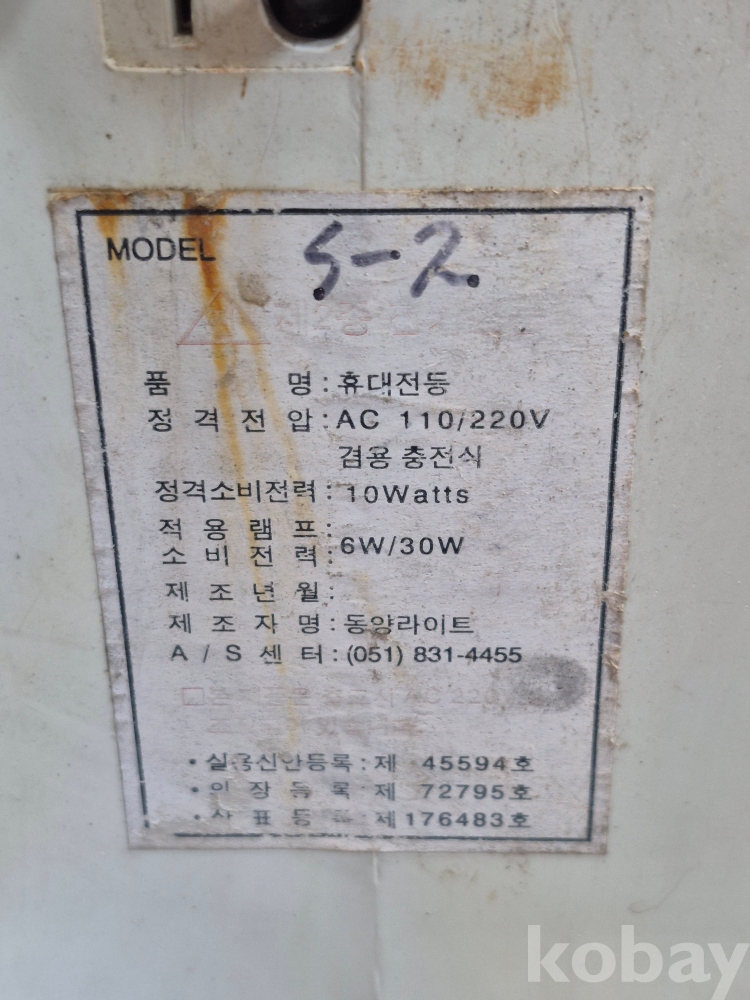 MODEL S-2
품 명 : 휴대전등
정 격 전 압 : AC 110/220V
겸용 충전식
정격소비전력 : 10Watts
적 용 램 프 :
소 비 전 력 : 6W/30W
제 조 년 월 :
제 조 자 명 : 동양라이트
A / S 센 터 : (051) 831-4455
• 실용신안등록 : 제 45594호
• 의 장 등 록 : 제 72795호
• 상 표 등 록 : 제 176483호
kobay